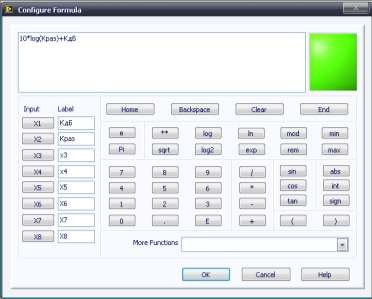 Configure Formula
10*log(Kpas)+КдБ
Input Label Home Backspace Clear End
X1 КдБ e ** log ln mod min
X2 Kpas Pi sqrt log2 exp rem max
X3 x3 7 8 9 / sin abs
X4 x4 4 5 6 * cos int
X5 X5 1 2 3 - tan sign
X6 X6 0 . E + ( )
X7 X7
X8 X8
More Functions
OK Cancel Help